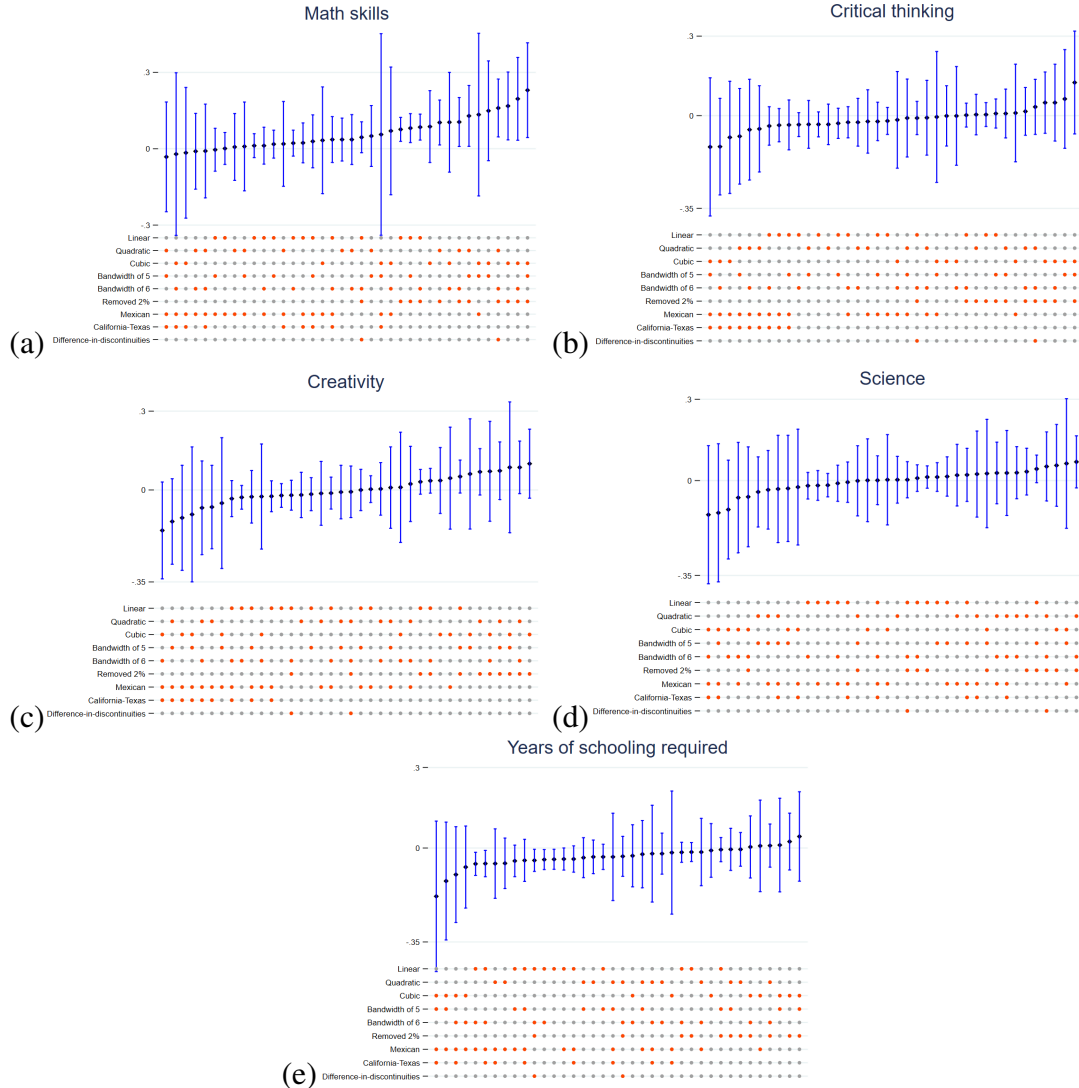 Math skills
.3
0
-.3
Linear
Quadratic
Cubic
Bandwidth of 5
Bandwidth of 6
Removed 2%
Mexican
California-Texas
Difference-in-discontinuities
(a)
Critical thinking
.3
0
-.35
Linear
Quadratic
Cubic
Bandwidth of 5
Bandwidth of 6
Removed 2%
Mexican
California-Texas
Difference-in-discontinuities
(b)
Creativity
.3
0
-.35
Linear
Quadratic
Cubic
Bandwidth of 5
Bandwidth of 6
Removed 2%
Mexican
California-Texas
Difference-in-discontinuities
(c)
Science
.3
0
-.35
Linear
Quadratic
Cubic
Bandwidth of 5
Bandwidth of 6
Removed 2%
Mexican
California-Texas
Difference-in-discontinuities
(d)
Years of schooling required
.3
0
-.35
Linear
Quadratic
Cubic
Bandwidth of 5
Bandwidth of 6
Removed 2%
Mexican
California-Texas
Difference-in-discontinuities
(e)